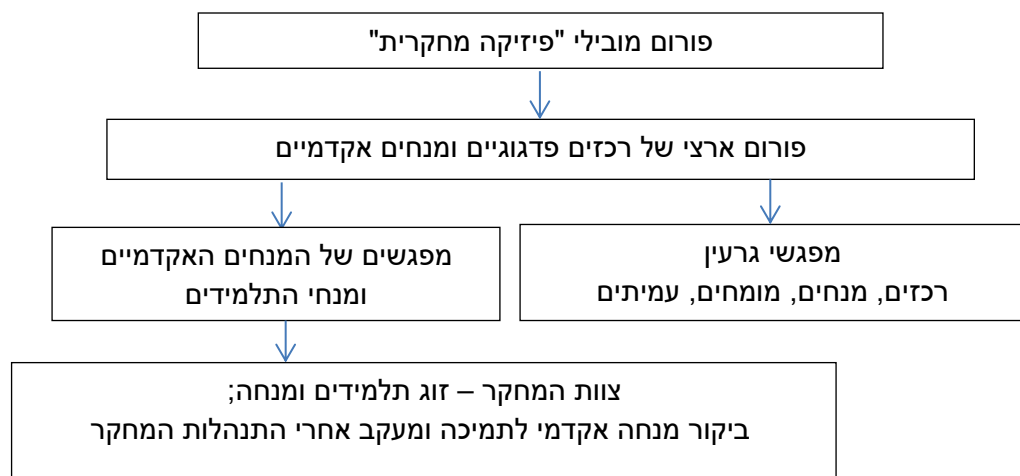 פורום מובילי "פיזיקה מחקרית"
פורום ארצי של רכזים פדגוגיים ומנחים אקדמיים
מפגשי גרעין
רכזים, מנחים, מומחים, עמיתים
מפגשים של המנחים האקדמיים
ומנחי התלמידים
צוות המחקר – זוג תלמידים ומנחה;
ביקור מנחה אקדמי לתמיכה ומעקב אחרי התנהלות המחקר